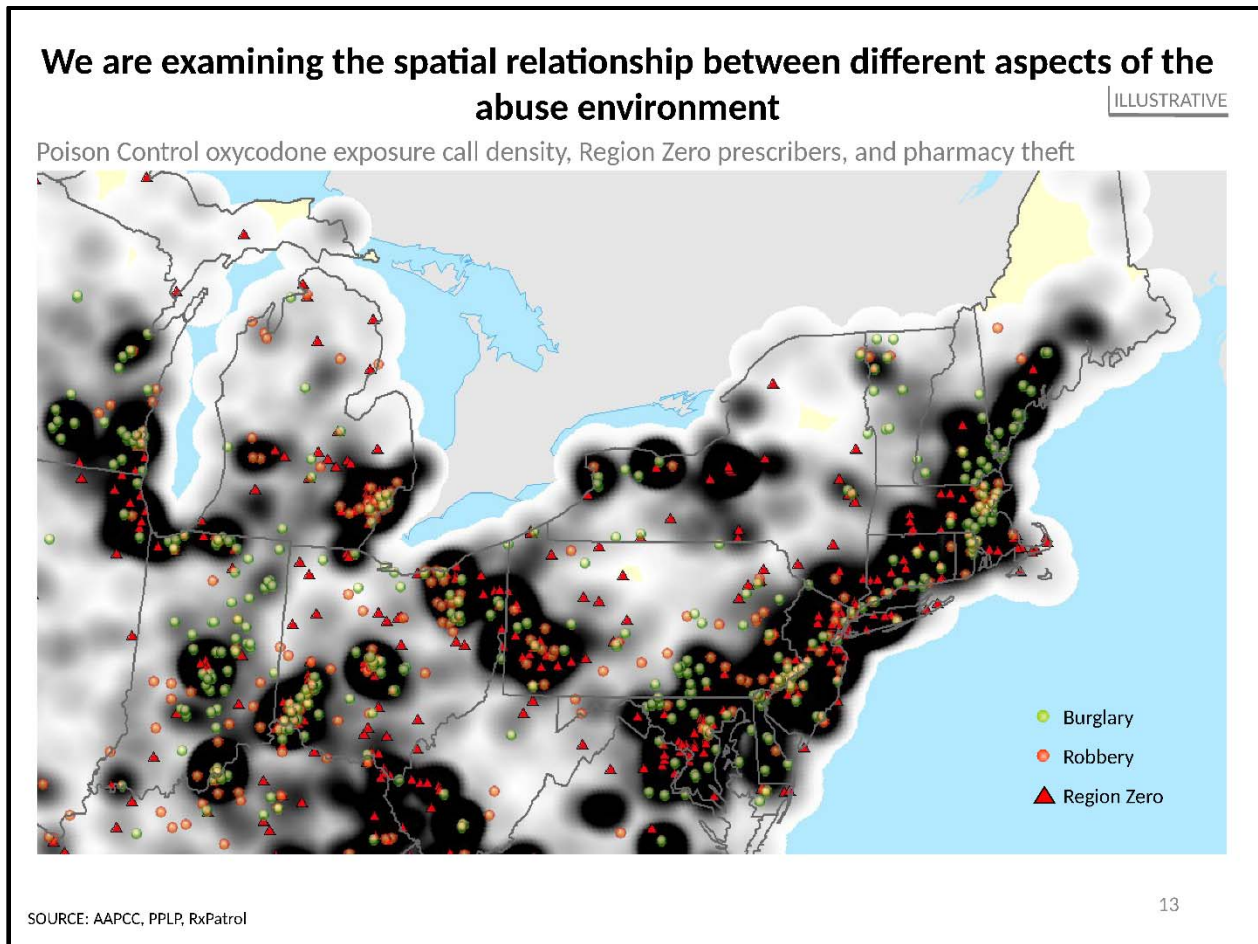 We are examining the spatial relationship between different aspects of the
abuse environment
ILLUSTRATIVE
Poison Control oxycodone exposure call density, Region Zero prescribers, and pharmacy theft
Burglary
Robbery
Region Zero
SOURCE: AAPCC, PPLP, RxPatrol
13